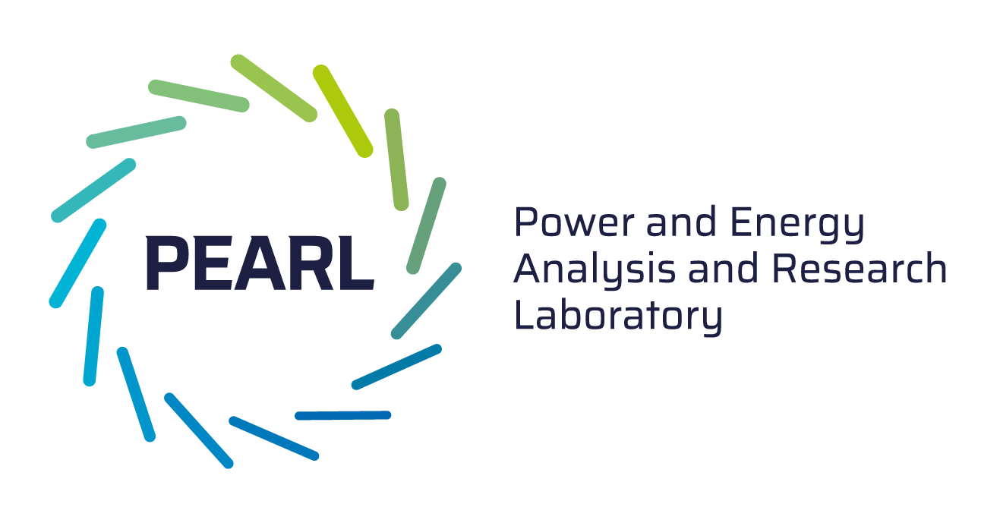 PEARL
Power and Energy
Analysis and Research
Laboratory